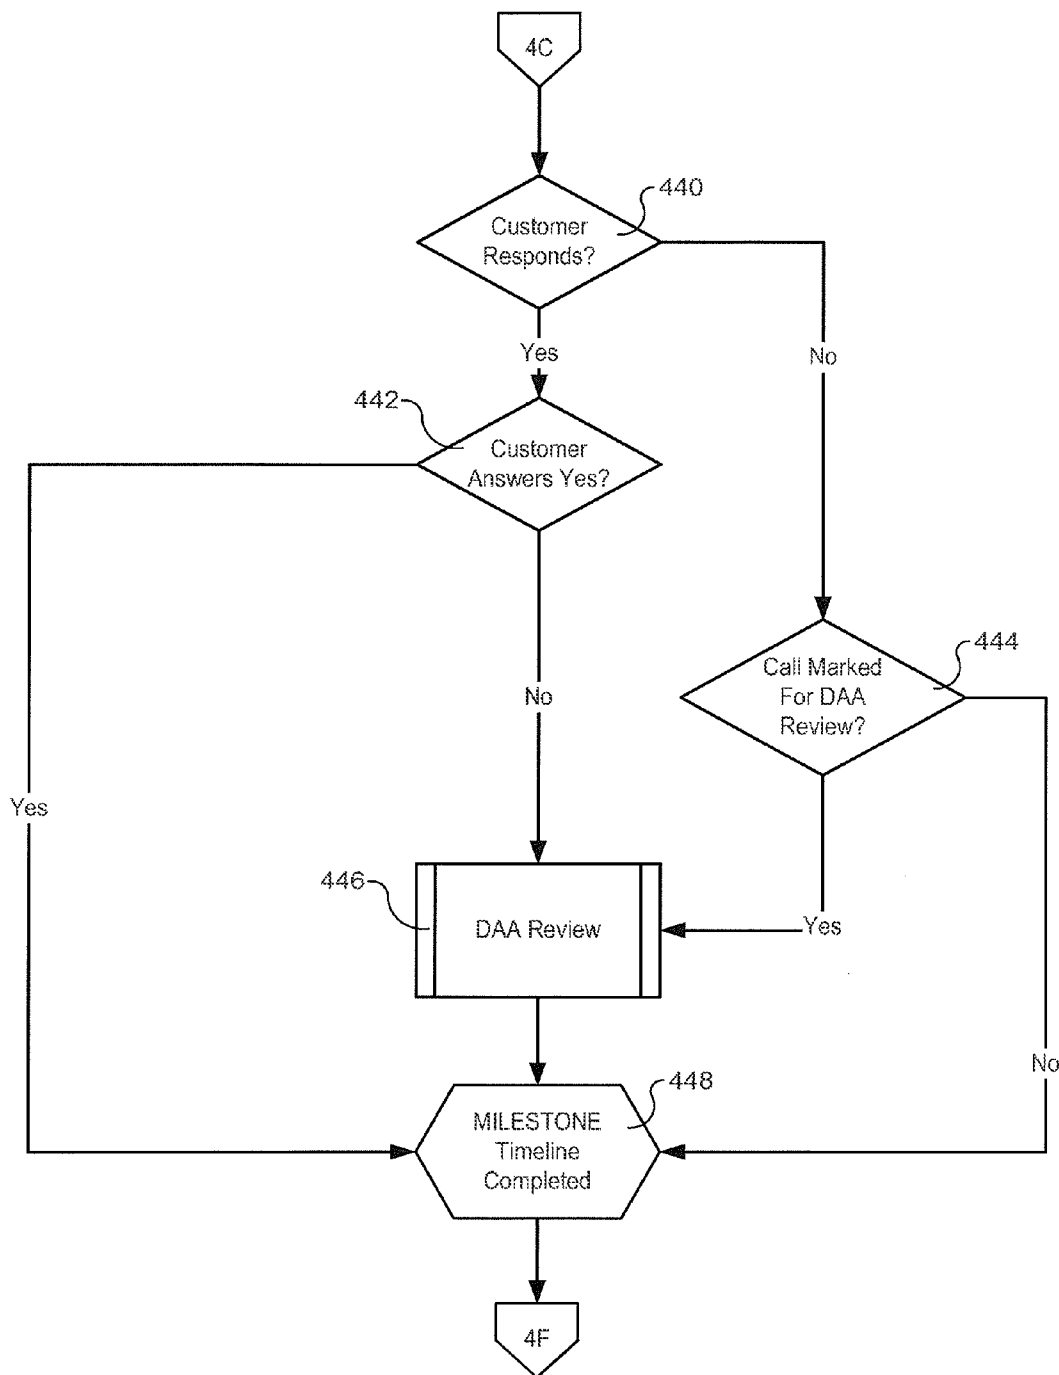 4C
440
Customer
Responds?
Yes
No
442
Customer
Answers Yes?
444
Call Marked
For DAA
Review?
No
Yes
446
DAA Review
Yes
No
448
MILESTONE
Timeline
Completed
4F